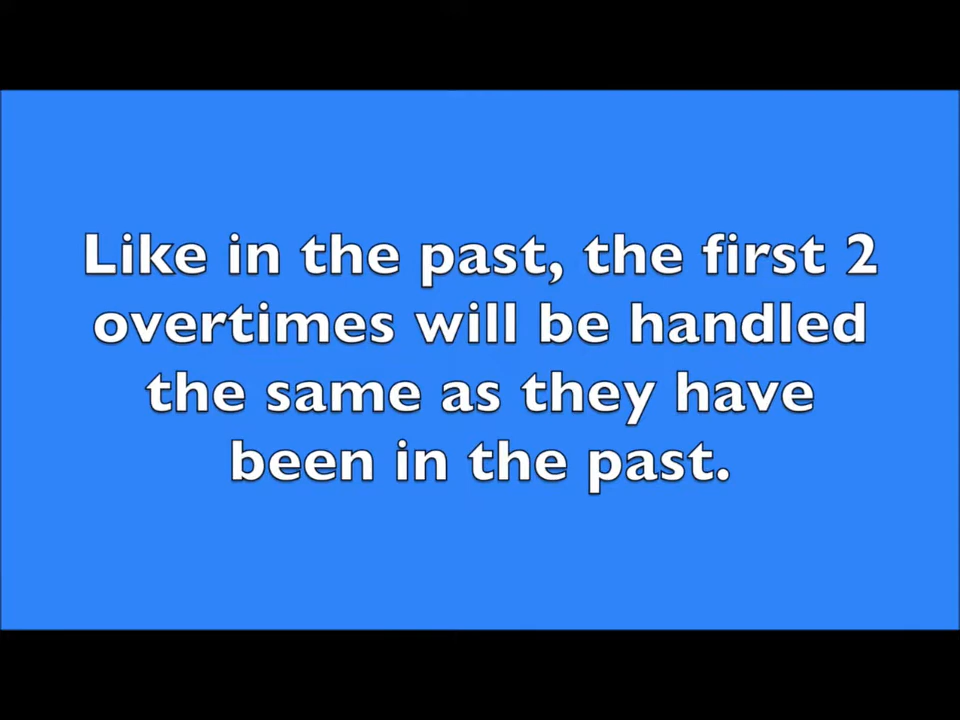 Like in the past, the first 2
overtimes will be handled
the same as they have
been in the past.